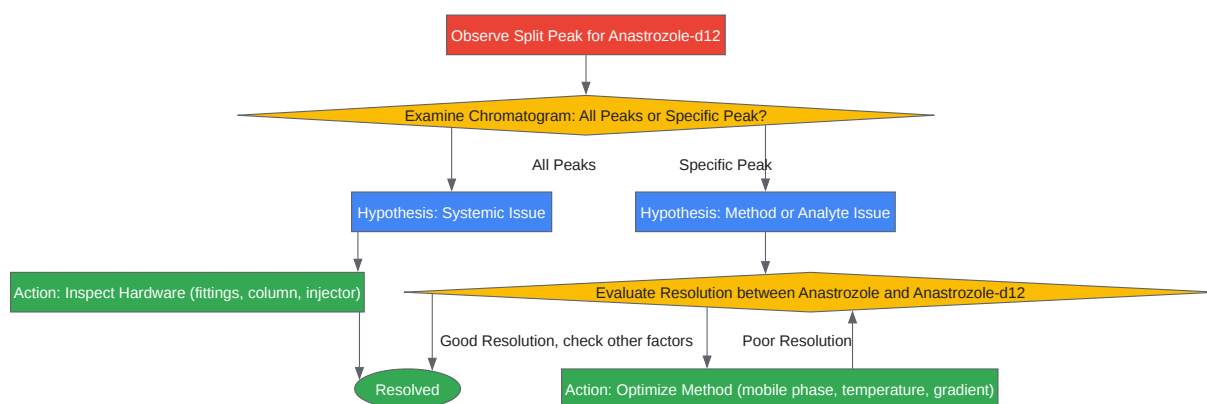 Observe Split Peak for Anastrozole-d12
Examine Chromatogram: All Peaks or Specific Peak?
All Peaks
Specific Peak
Hypothesis: Systemic Issue
Hypothesis: Method or Analyte Issue
Action: Inspect Hardware (fittings, column, injector)
Evaluate Resolution between Anastrozole and Anastrozole-d12
Good Resolution, check other factors
Poor Resolution
Resolved
Action: Optimize Method (mobile phase, temperature, gradient)